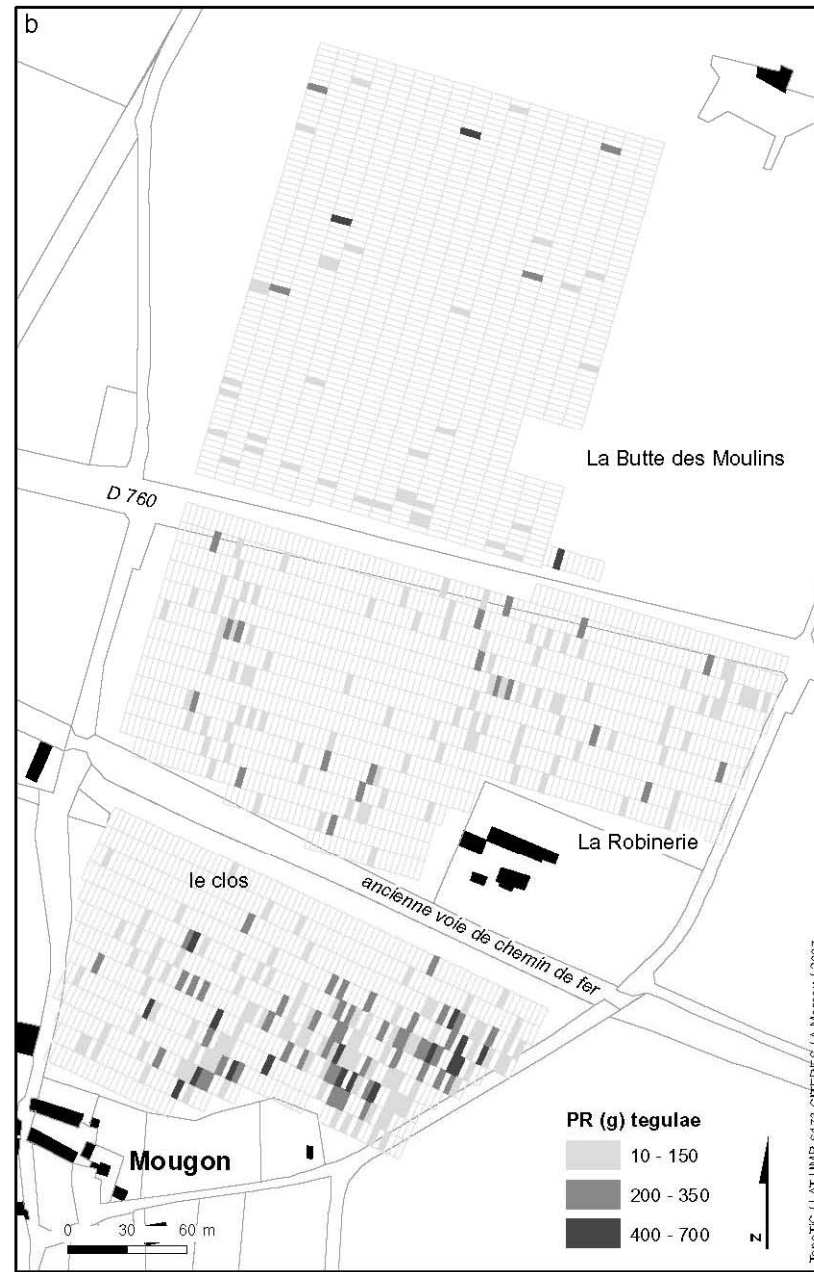 b
La Butte des Moulins
D 760
La Robinerie
le clos
ancienne voie de chemin de fer
PR (g) tegulae
10 - 150
200 - 350
400 - 700
Mougon
0 30 60 m
N